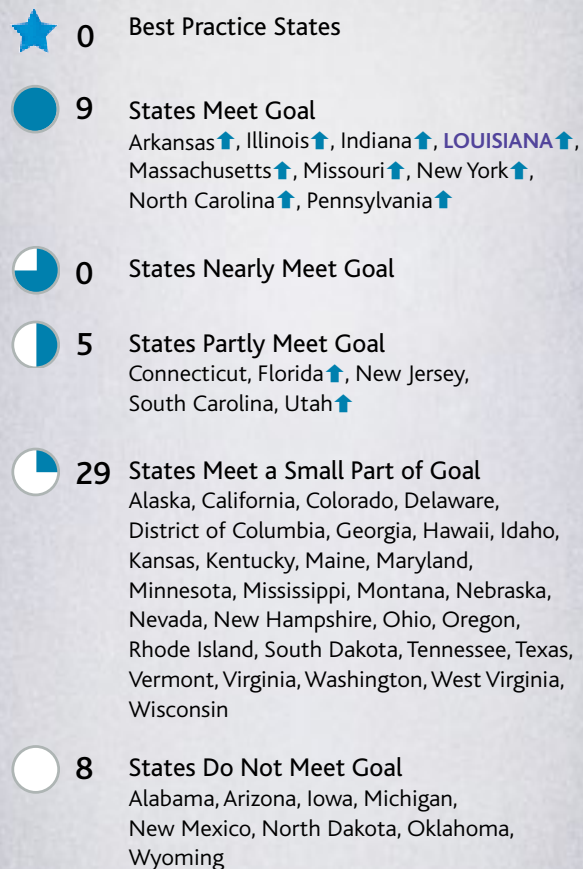 0 Best Practice States
9 States Meet Goal
Arkansas⬆, Illinois⬆, Indiana⬆, LOUISIANA⬆,
Massachusetts⬆, Missouri⬆, New York⬆,
North Carolina⬆, Pennsylvania⬆
0 States Nearly Meet Goal
5 States Partly Meet Goal
Connecticut, Florida⬆, New Jersey,
South Carolina, Utah⬆
29 States Meet a Small Part of Goal
Alaska, California, Colorado, Delaware,
District of Columbia, Georgia, Hawaii, Idaho,
Kansas, Kentucky, Maine, Maryland,
Minnesota, Mississippi, Montana, Nebraska,
Nevada, New Hampshire, Ohio, Oregon,
Rhode Island, South Dakota, Tennessee, Texas,
Vermont, Virginia, Washington, West Virginia,
Wisconsin
8 States Do Not Meet Goal
Alabama, Arizona, Iowa, Michigan,
New Mexico, North Dakota, Oklahoma,
Wyoming